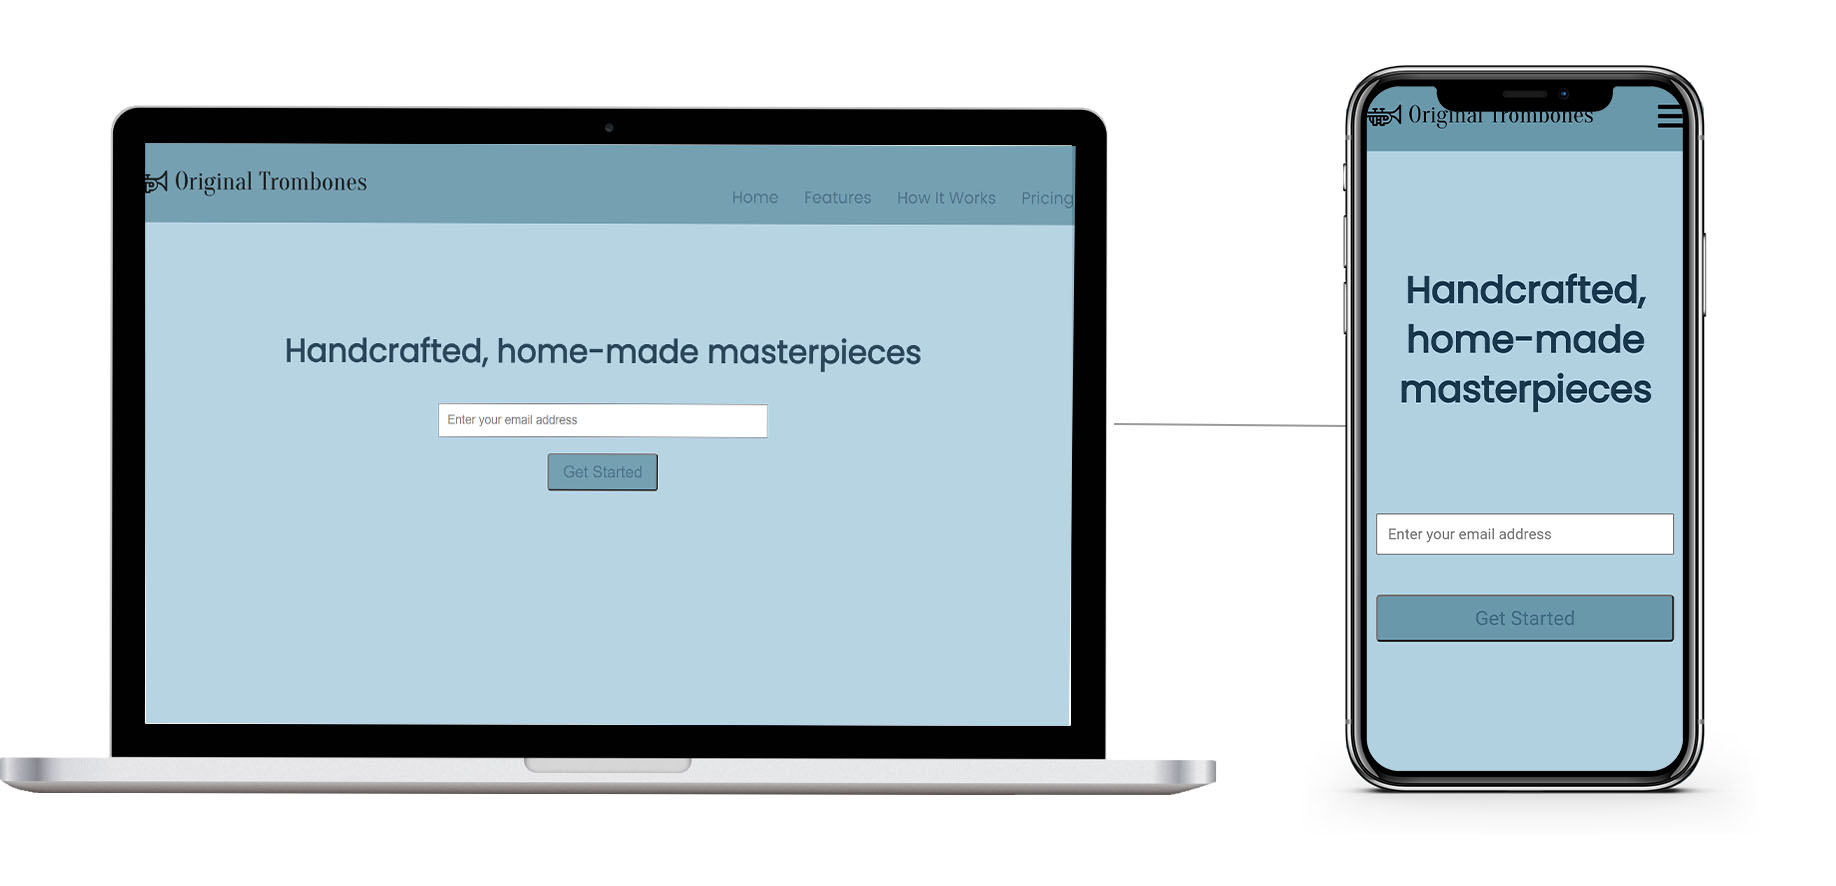 Original Trombones
Home Features How It Works Pricing
Handcrafted, home-made masterpieces
Enter your email address
Get Started
Original Trombones
Handcrafted,
home-made
masterpieces
Enter your email address
Get Started